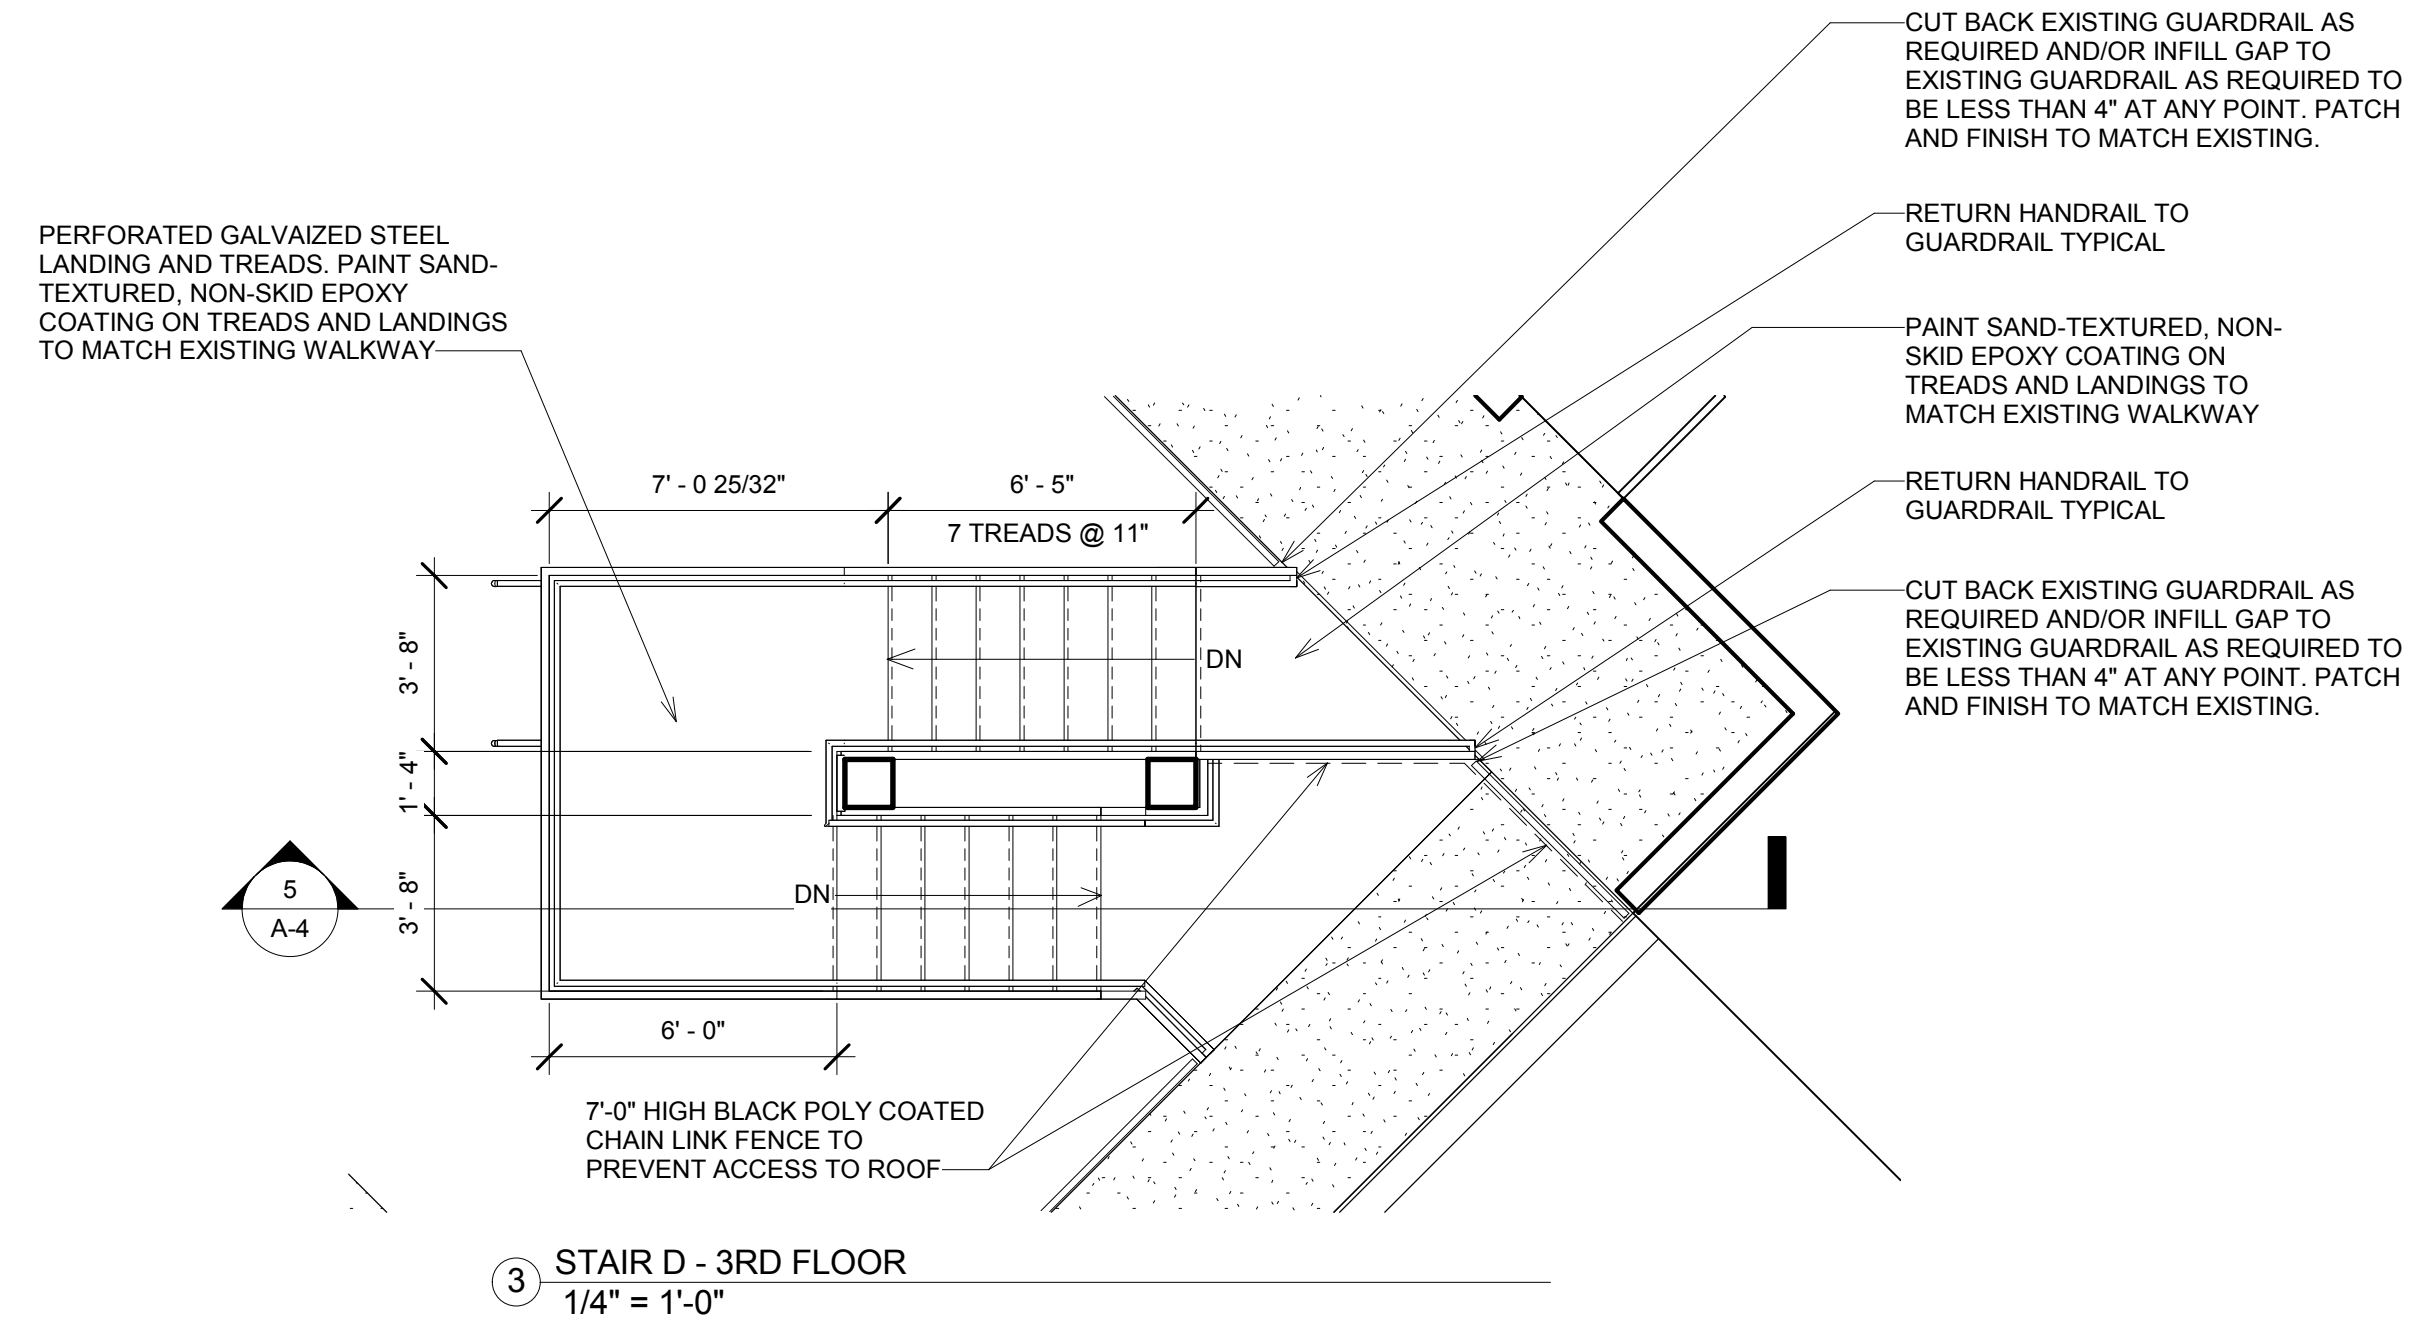 CUT BACK EXISTING GUARDRAIL AS
REQUIRED AND/OR INFILL GAP TO
EXISTING GUARDRAIL AS REQUIRED TO
BE LESS THAN 4" AT ANY POINT. PATCH
AND FINISH TO MATCH EXISTING.
RETURN HANDRAIL TO
GUARDRAIL TYPICAL
PERFORATED GALVAIZED STEEL
LANDING AND TREADS. PAINT SAND-
TEXTURED, NON-SKID EPOXY
COATING ON TREADS AND LANDINGS
TO MATCH EXISTING WALKWAY
PAINT SAND-TEXTURED, NON-
SKID EPOXY COATING ON
TREADS AND LANDINGS TO
MATCH EXISTING WALKWAY
RETURN HANDRAIL TO
GUARDRAIL TYPICAL
CUT BACK EXISTING GUARDRAIL AS
REQUIRED AND/OR INFILL GAP TO
EXISTING GUARDRAIL AS REQUIRED TO
BE LESS THAN 4" AT ANY POINT. PATCH
AND FINISH TO MATCH EXISTING.
7' - 0 25/32"
6' - 5"
7 TREADS @ 11"
3' - 8"
DN
1' - 4"
3' - 8"
DN
5
A-4
6' - 0"
7'-0" HIGH BLACK POLY COATED
CHAIN LINK FENCE TO
PREVENT ACCESS TO ROOF
3
STAIR D - 3RD FLOOR
1/4" = 1'-0"